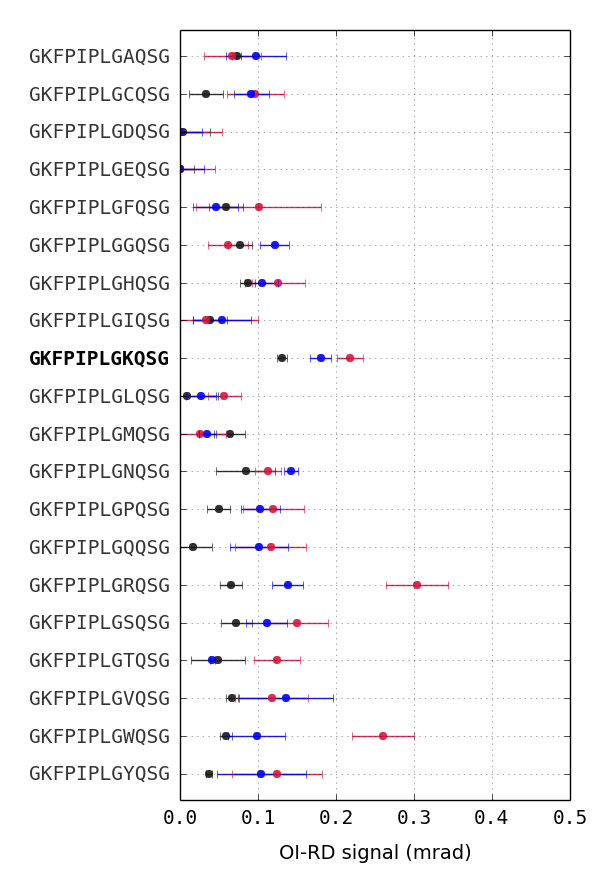 GKFPIPLGAQSG
GKFPIPLGCQSG
GKFPIPLGDQSG
GKFPIPLGEQSG
GKFPIPLGFQSG
GKFPIPLGGQSG
GKFPIPLGHQSG
GKFPIPLGIQSG
GKFPIPLGKQSG
GKFPIPLGLQSG
GKFPIPLGMQSG
GKFPIPLGNQSG
GKFPIPLGPQSG
GKFPIPLGQQSG
GKFPIPLGRQSG
GKFPIPLGSQSG
GKFPIPLGTQSG
GKFPIPLGVQSG
GKFPIPLGWQSG
GKFPIPLGYQSG
0.0 0.1 0.2 0.3 0.4 0.5
OI-RD signal (mrad)